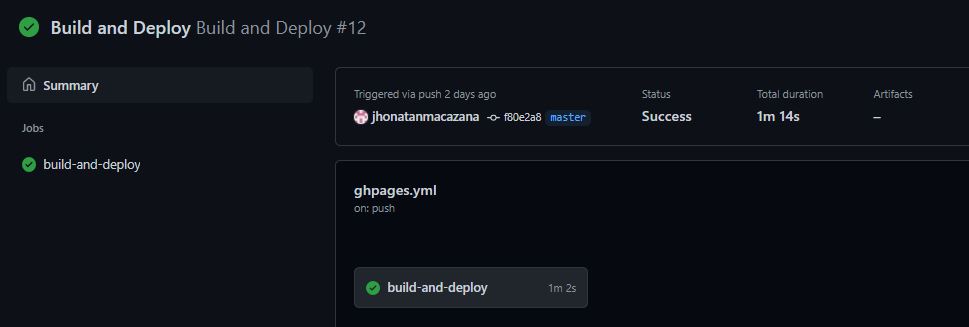 Build and Deploy Build and Deploy #12
Summary
Jobs
build-and-deploy
Triggered via push 2 days ago
jhonatanmacazana f80e2a8 master
Status
Success
Total duration
1m 14s
Artifacts
–
ghpages.yml
on: push
build-and-deploy 1m 2s